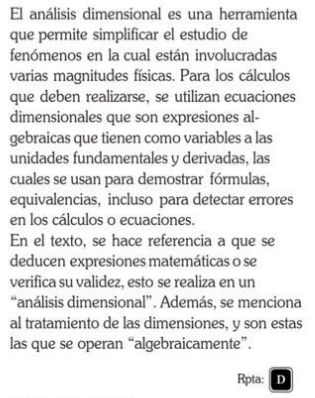 El análisis dimensional es una herramienta
que permite simplificar el estudio de
fenómenos en la cual están involucradas
varias magnitudes físicas. Para los cálculos
que deben realizarse, se utilizan ecuaciones
dimensionales que son expresiones al-
gebraicas que tienen como variables a las
unidades fundamentales y derivadas, las
cuales se usan para demostrar fórmulas,
equivalencias, incluso para detectar errores
en los cálculos o ecuaciones.
En el texto, se hace referencia a que se
deducen expresiones matemáticas o se
verifica su validez, esto se realiza en un
“análisis dimensional”. Además, se menciona
al tratamiento de las dimensiones, y son estas
las que se operan “algebraicamente”.
Rpta: D